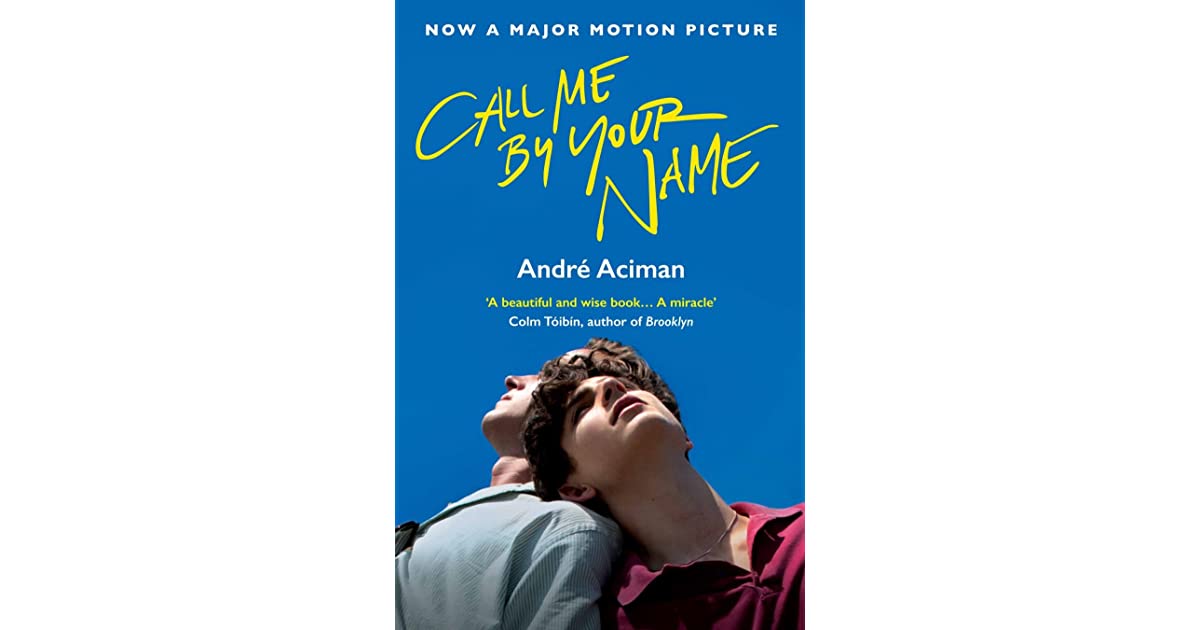 NOW A MAJOR MOTION PICTURE
CALL ME
BY YOUR
NAME
André Aciman
‘A beautiful and wise book… A miracle’
Colm Tóibín, author of Brooklyn